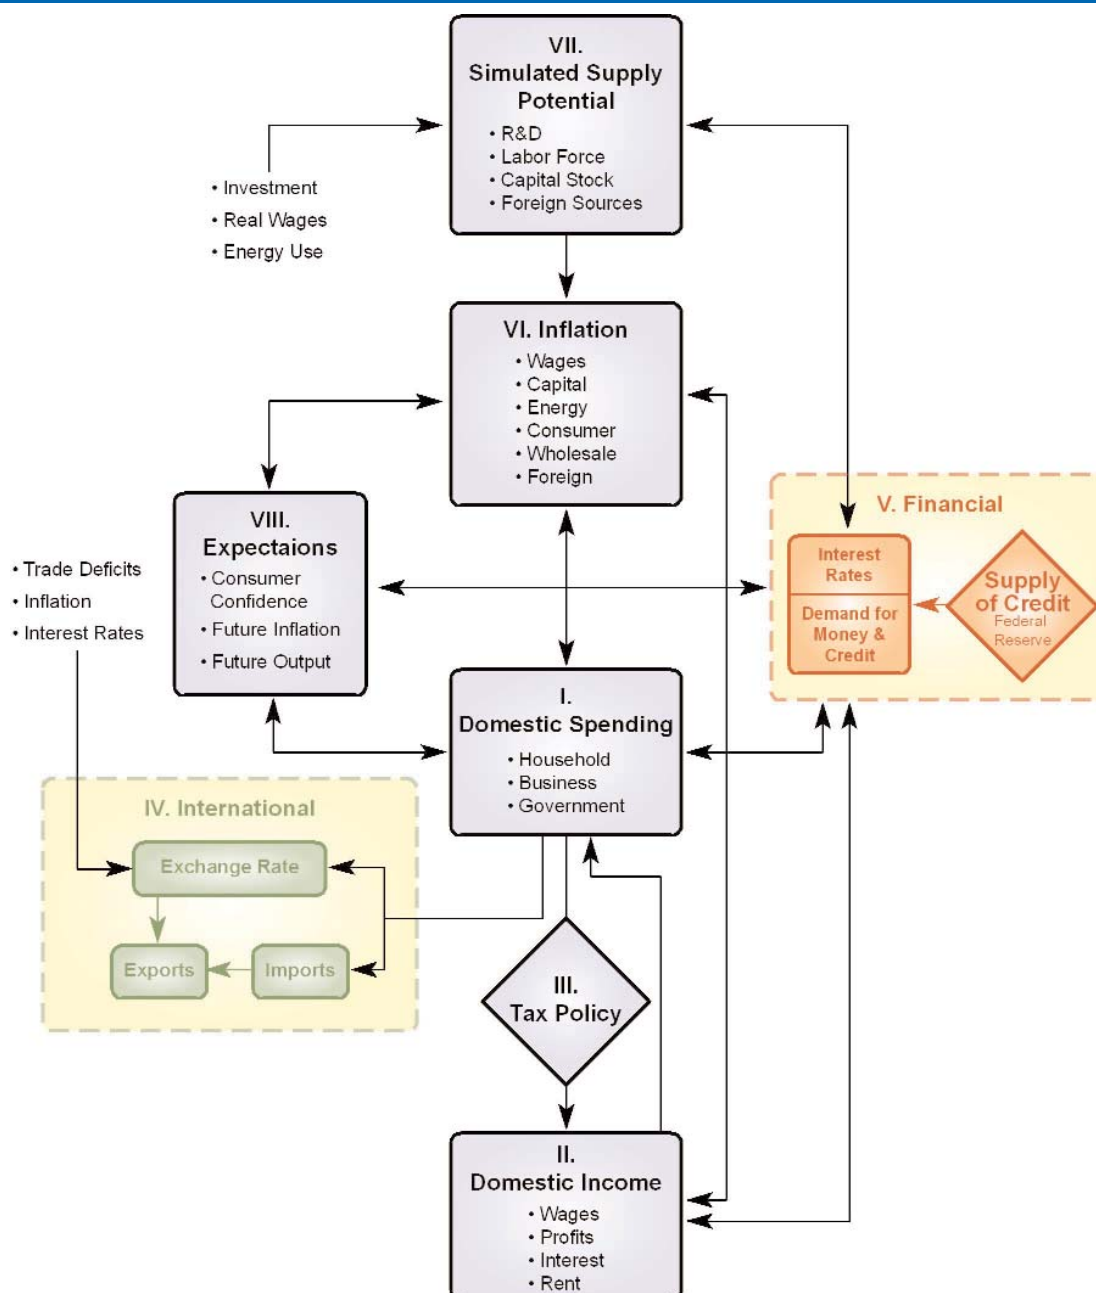 VII.
Simulated Supply
Potential
• R&D
• Labor Force
• Capital Stock
• Foreign Sources
• Investment
• Real Wages
• Energy Use
VI. Inflation
• Wages
• Capital
• Energy
• Consumer
• Wholesale
• Foreign
VIII.
Expectaions
• Consumer
Confidence
• Future Inflation
• Future Output
• Trade Deficits
• Inflation
• Interest Rates
V. Financial
Interest
Rates
Demand for
Money &
Credit
Supply
of Credit
Federal
Reserve
I.
Domestic Spending
• Household
• Business
• Government
IV. International
Exchange Rate
Exports
Imports
III.
Tax Policy
II.
Domestic Income
• Wages
• Profits
• Interest
• Rent